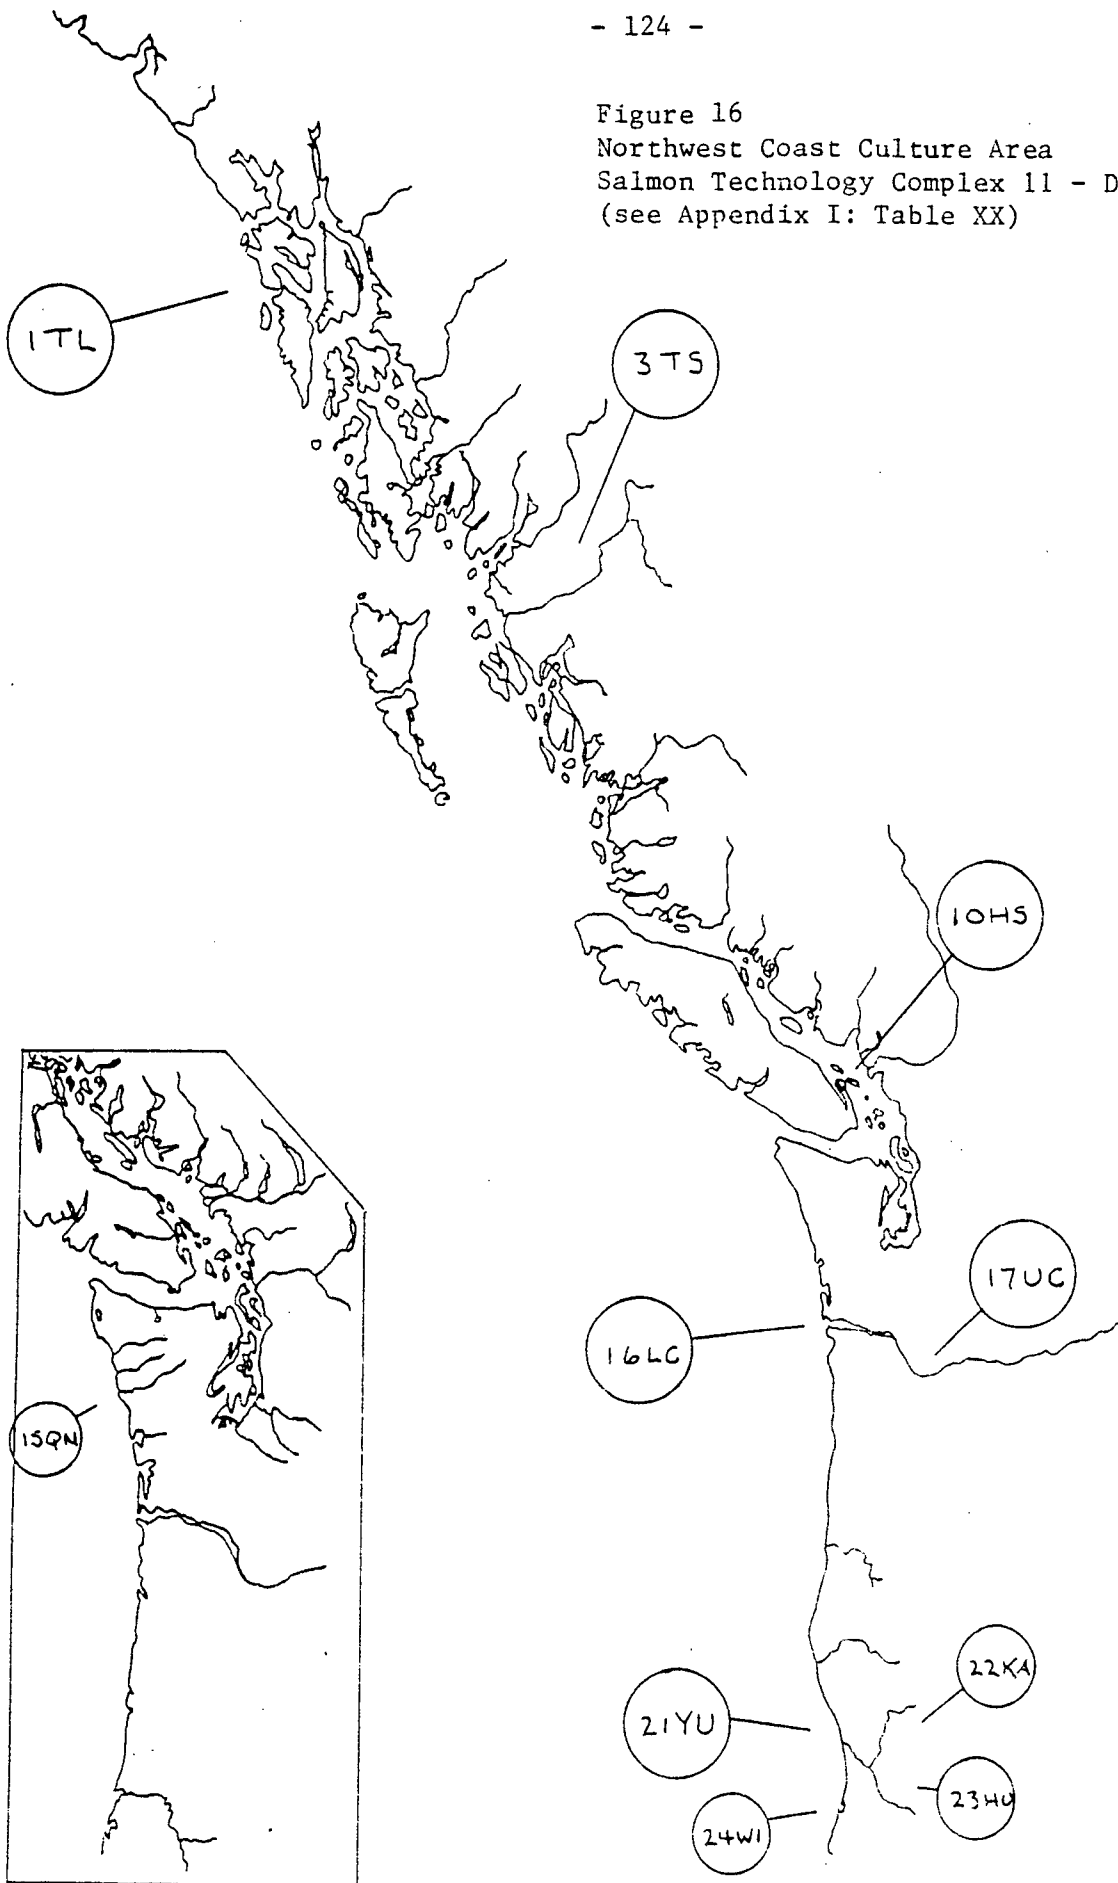 - 124 -
Figure 16
Northwest Coast Culture Area
Salmon Technology Complex 11 - D
(see Appendix I: Table XX)
1TL
3TS
10HS
17UC
16LC
15QN
22KA
21YU
23HU
24WI